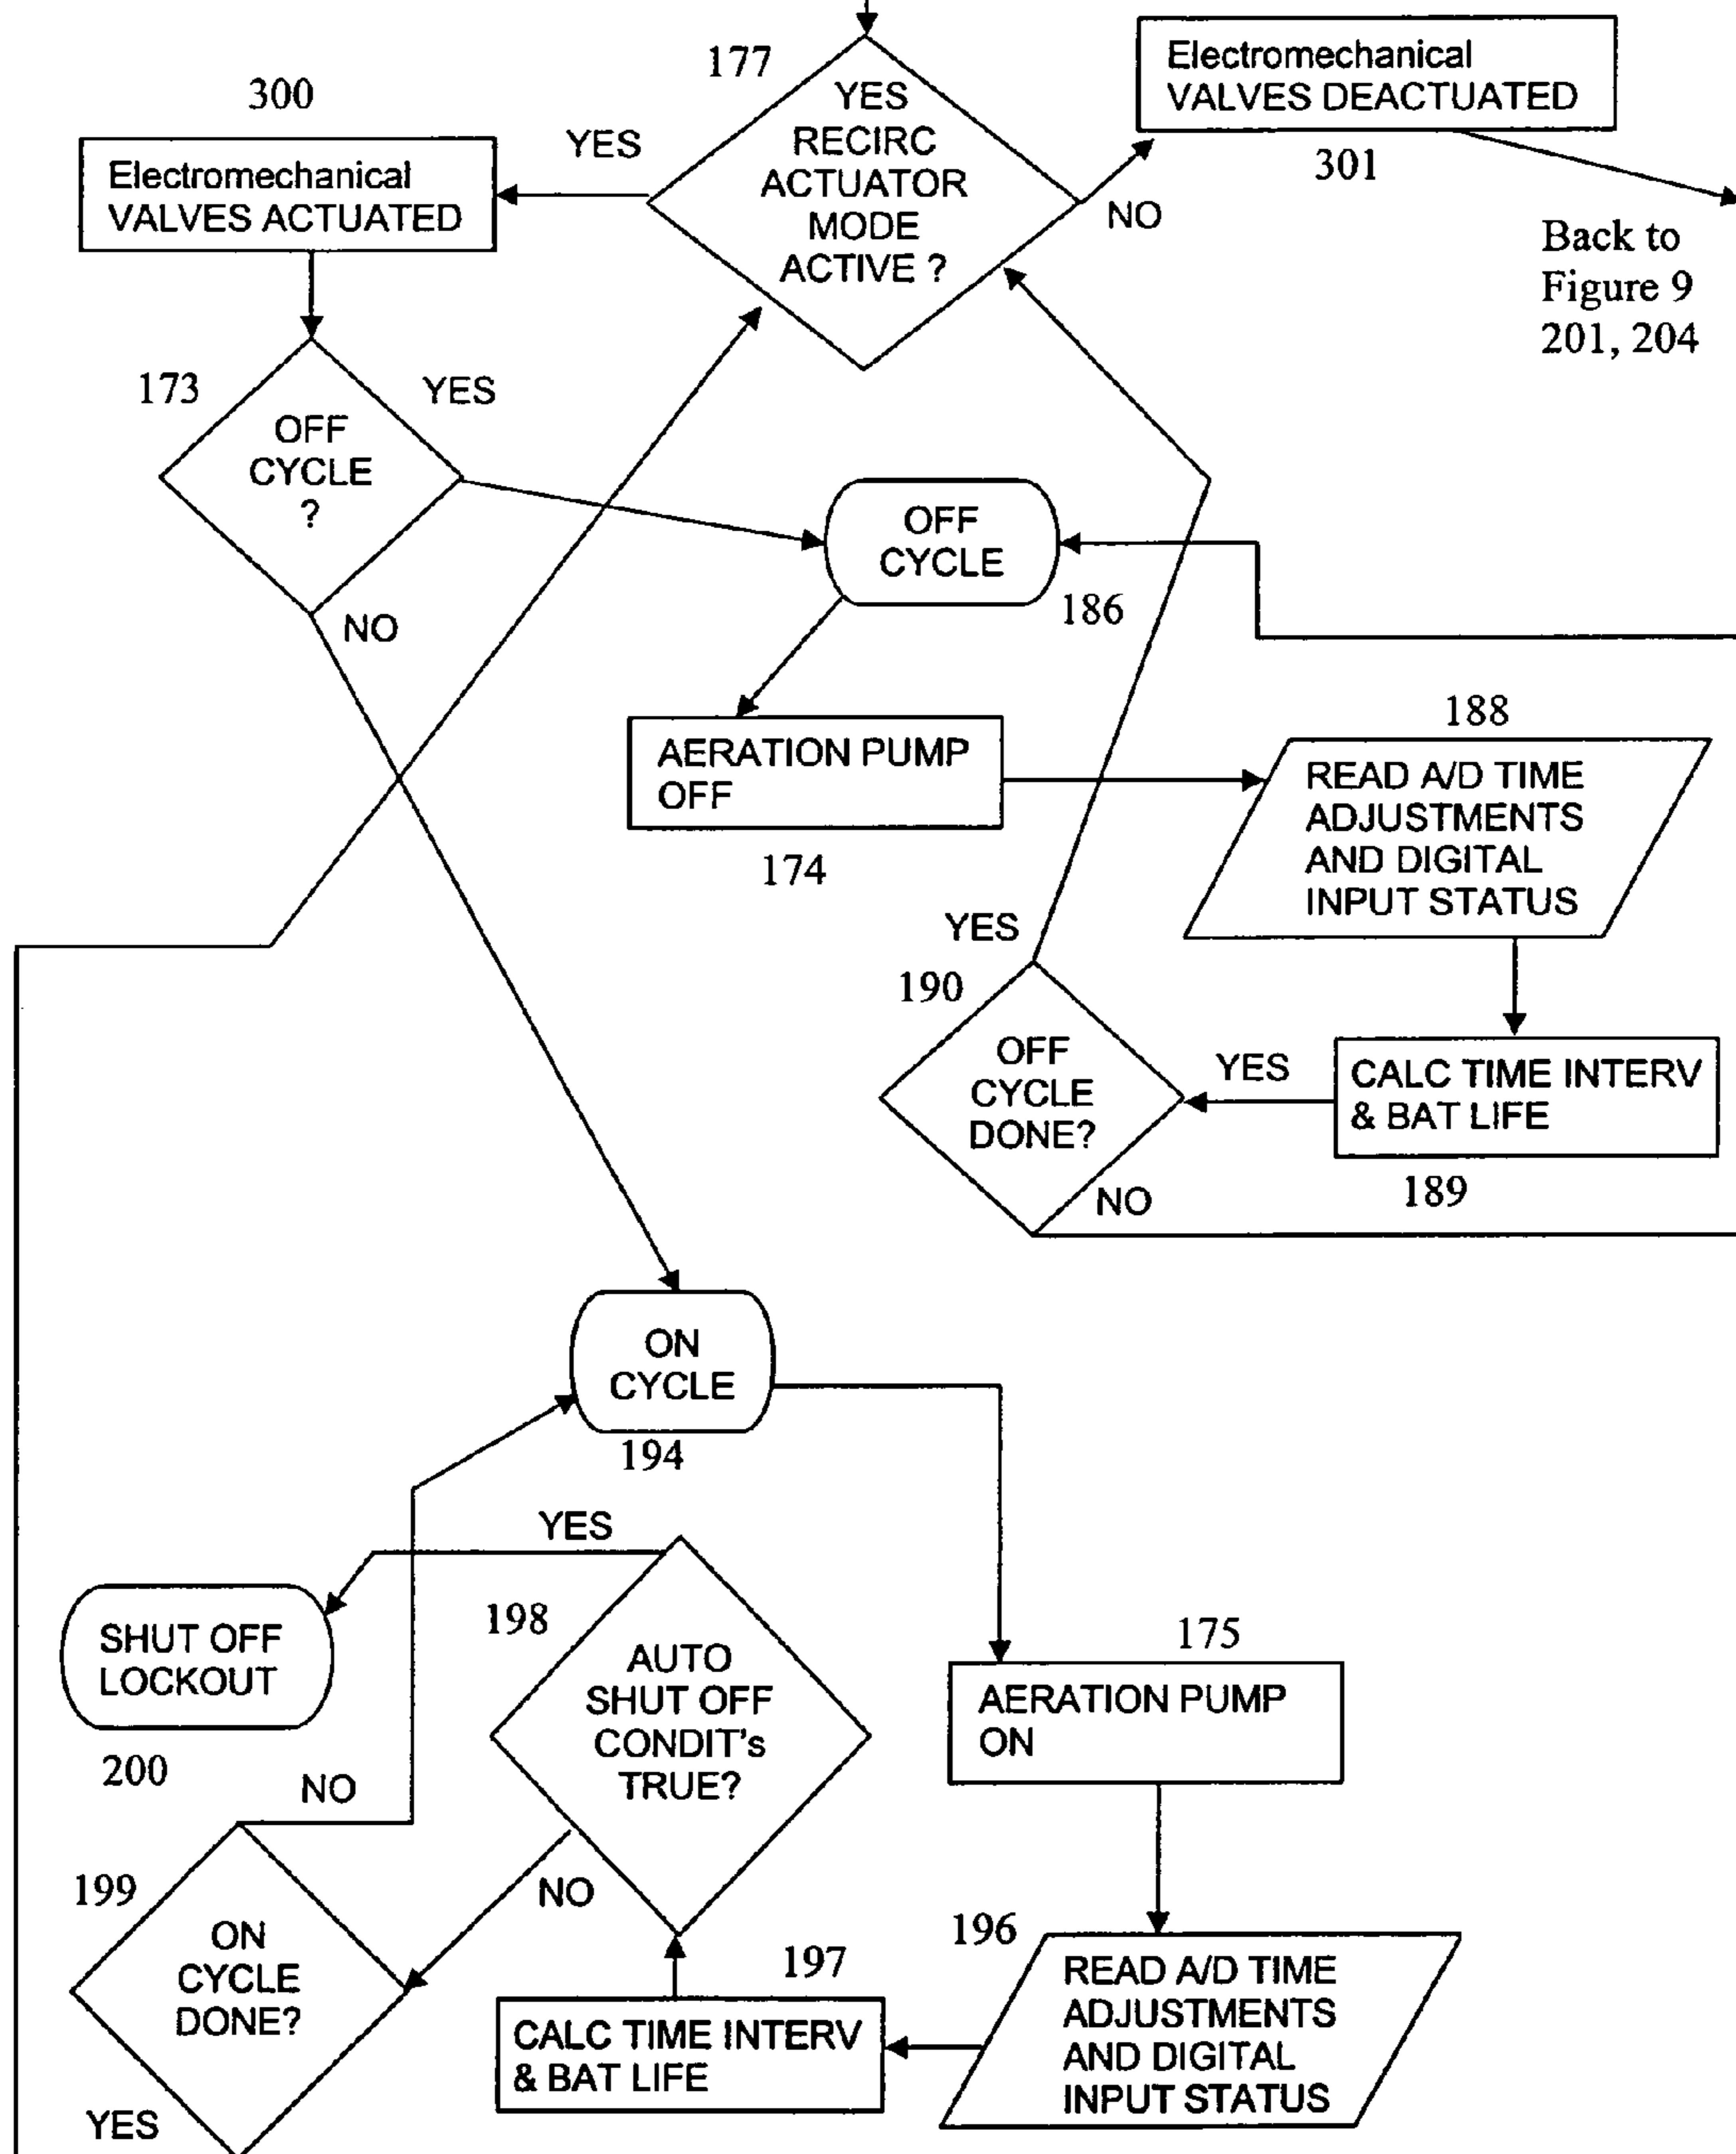 177
YES
RECIRC
ACTUATOR
MODE
ACTIVE ?
Electromechanical
VALVES DEACTUATED
301
NO
Back to
Figure 9
201, 204
300
YES
Electromechanical
VALVES ACTUATED
173
YES
OFF
CYCLE
?
NO
OFF
CYCLE
186
AERATION PUMP
OFF
174
188
READ A/D TIME
ADJUSTMENTS
AND DIGITAL
INPUT STATUS
YES
190
OFF
CYCLE
DONE?
YES
CALC TIME INTERV
& BAT LIFE
189
NO
ON
CYCLE
194
YES
198
AUTO
SHUT OFF
CONDIT's
TRUE?
SHUT OFF
LOCKOUT
200
175
AERATION PUMP
ON
NO
199
ON
CYCLE
DONE?
NO
197
CALC TIME INTERV
& BAT LIFE
196
READ A/D TIME
ADJUSTMENTS
AND DIGITAL
INPUT STATUS
YES